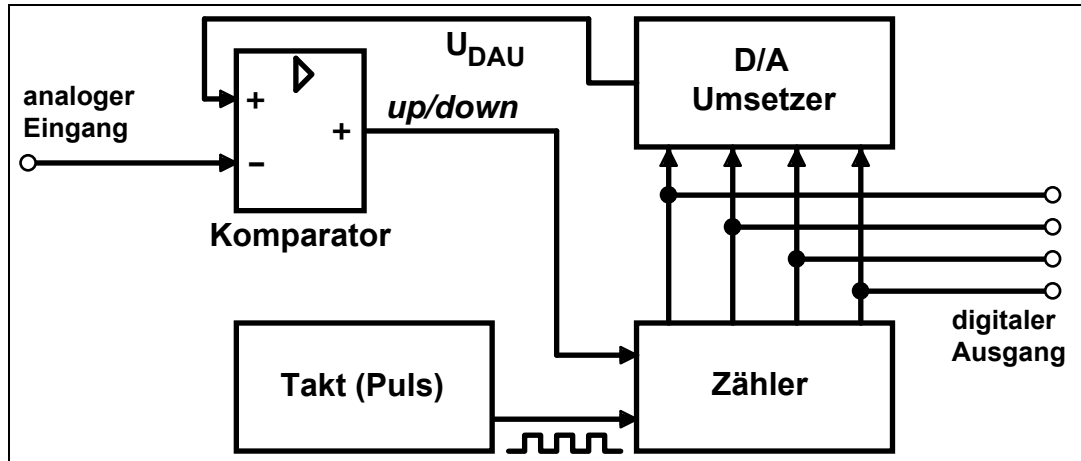 U_DAU
D/A
Umsetzer
analoger
Eingang
+
−
+
up/down
Komparator
Takt (Puls)
Zähler
digitaler
Ausgang